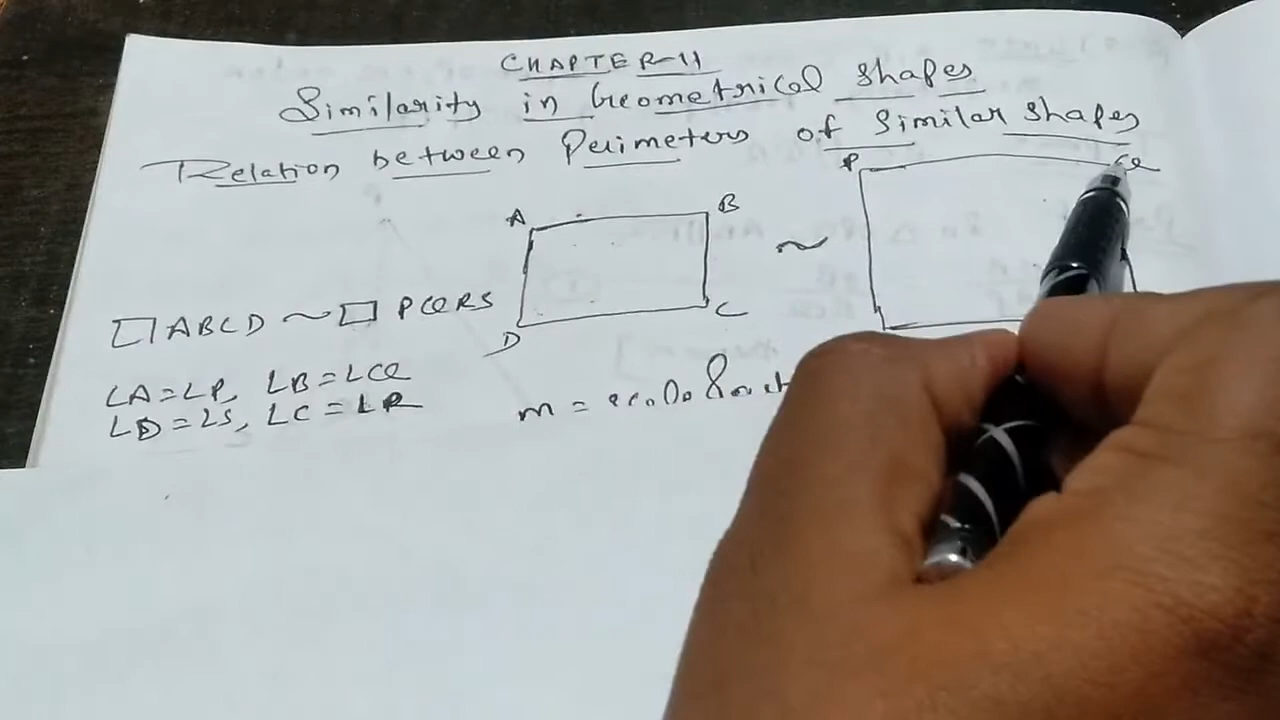 CHAPTER-11
Similarity in Geometrical shapes
Relation between Perimeters of Similar shapes
P Q
A B
~
□ABCD ~ □ PQRS
D C
∠A=∠P, ∠B=∠Q
∠D=∠S, ∠C=∠R
m =